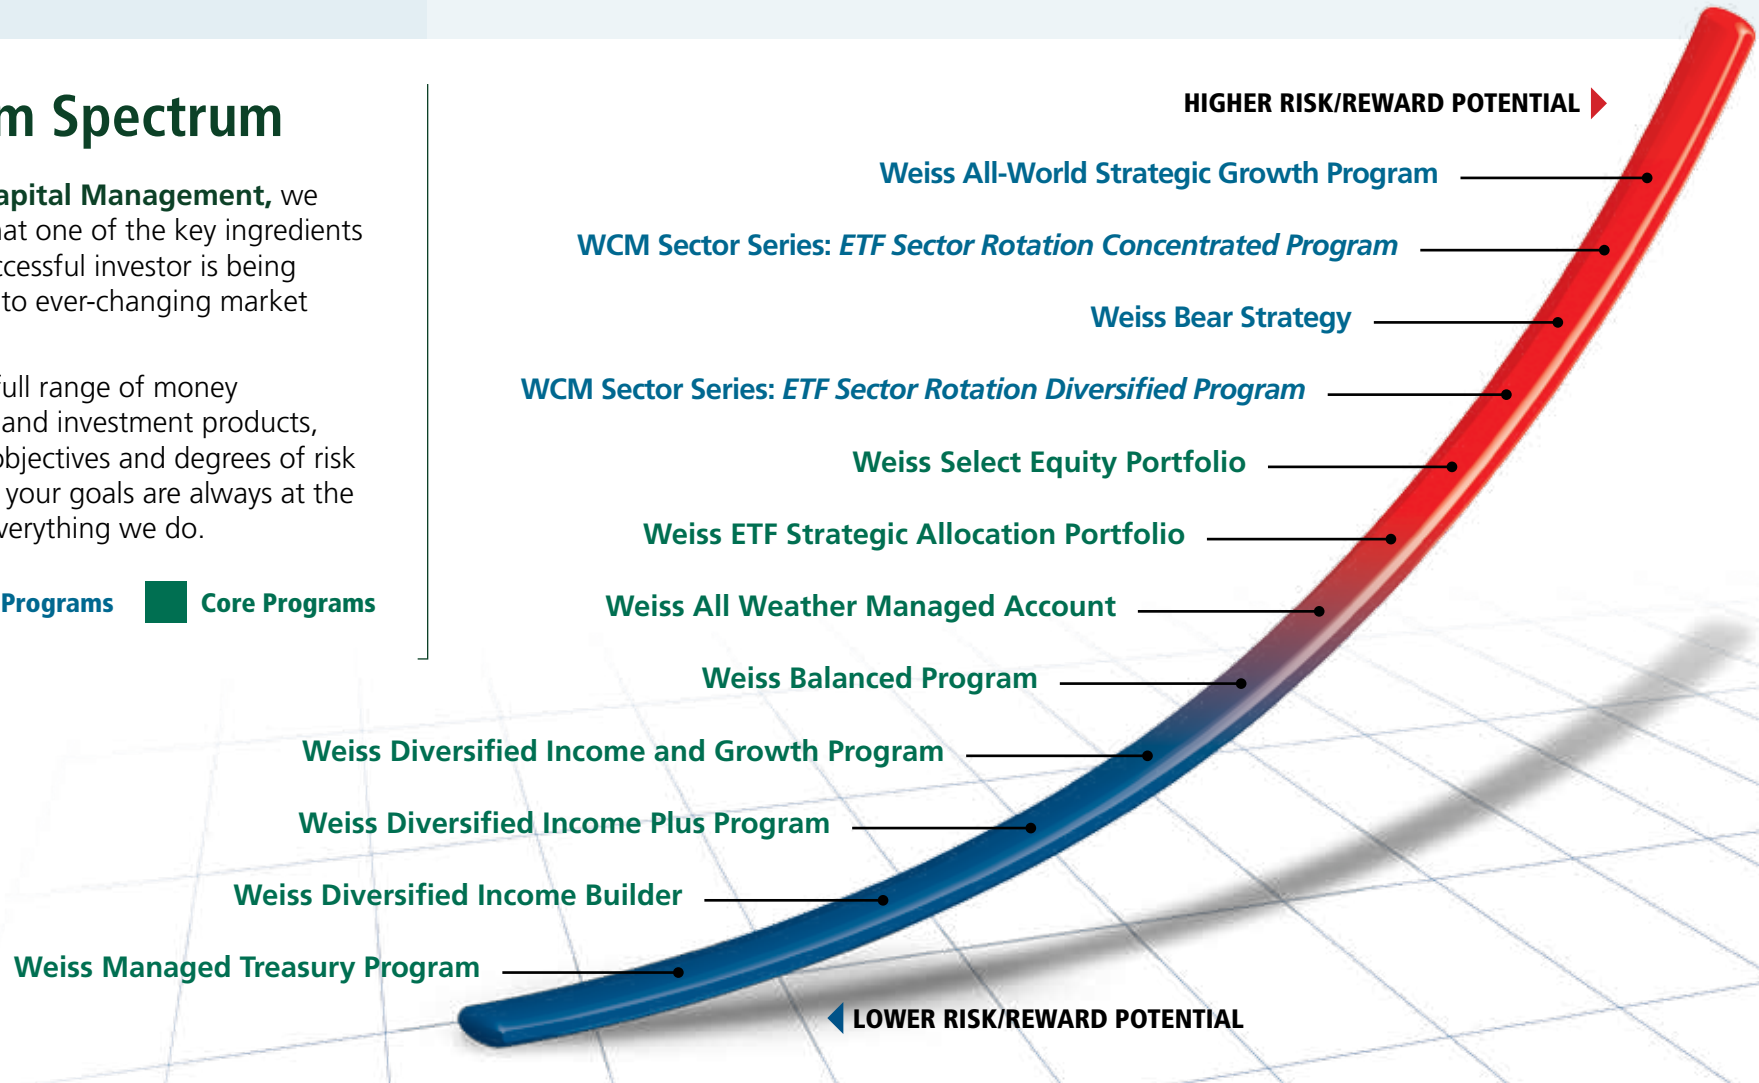 m Spectrum
apital Management, we
hat one of the key ingredients
ccessful investor is being
to ever-changing market
full range of money
and investment products,
objectives and degrees of risk
your goals are always at the
verything we do.
Programs Core Programs
HIGHER RISK/REWARD POTENTIAL
Weiss All-World Strategic Growth Program
WCM Sector Series: ETF Sector Rotation Concentrated Program
Weiss Bear Strategy
WCM Sector Series: ETF Sector Rotation Diversified Program
Weiss Select Equity Portfolio
Weiss ETF Strategic Allocation Portfolio
Weiss All Weather Managed Account
Weiss Balanced Program
Weiss Diversified Income and Growth Program
Weiss Diversified Income Plus Program
Weiss Diversified Income Builder
Weiss Managed Treasury Program
LOWER RISK/REWARD POTENTIAL